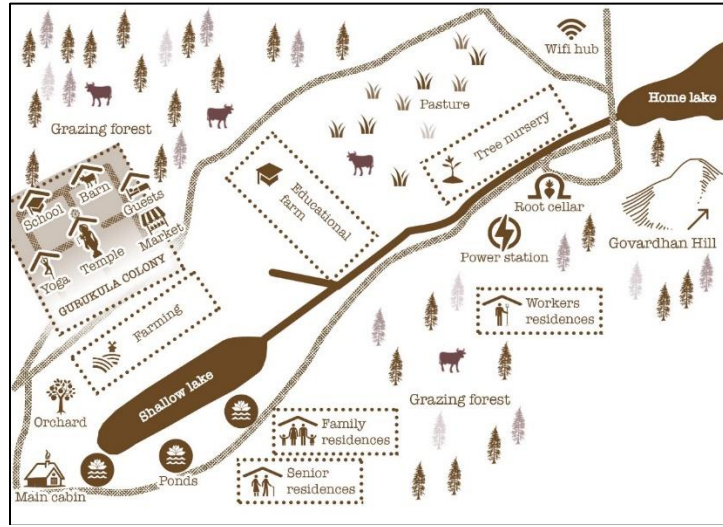 Wifi hub
Home lake
Pasture
Grazing forest
Tree nursery
Educational
farm
School
Barn
Guests
Market
Temple
Yoga
GURUKULA COLONY
Root cellar
Power station
Govardhan Hill
Workers
residences
Farming
Shallow lake
Orchard
Grazing forest
Family
residences
Ponds
Senior
residences
Main cabin